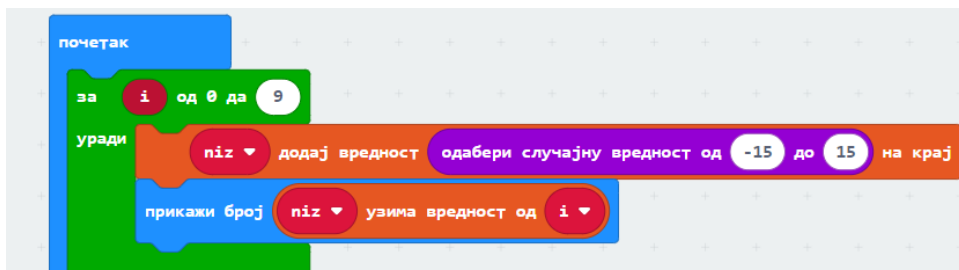 почетак
за i од 0 да 9
уради
niz додај вредност одабери случајну вредност од -15 до 15 на крај
прикажи број niz узима вредност од i